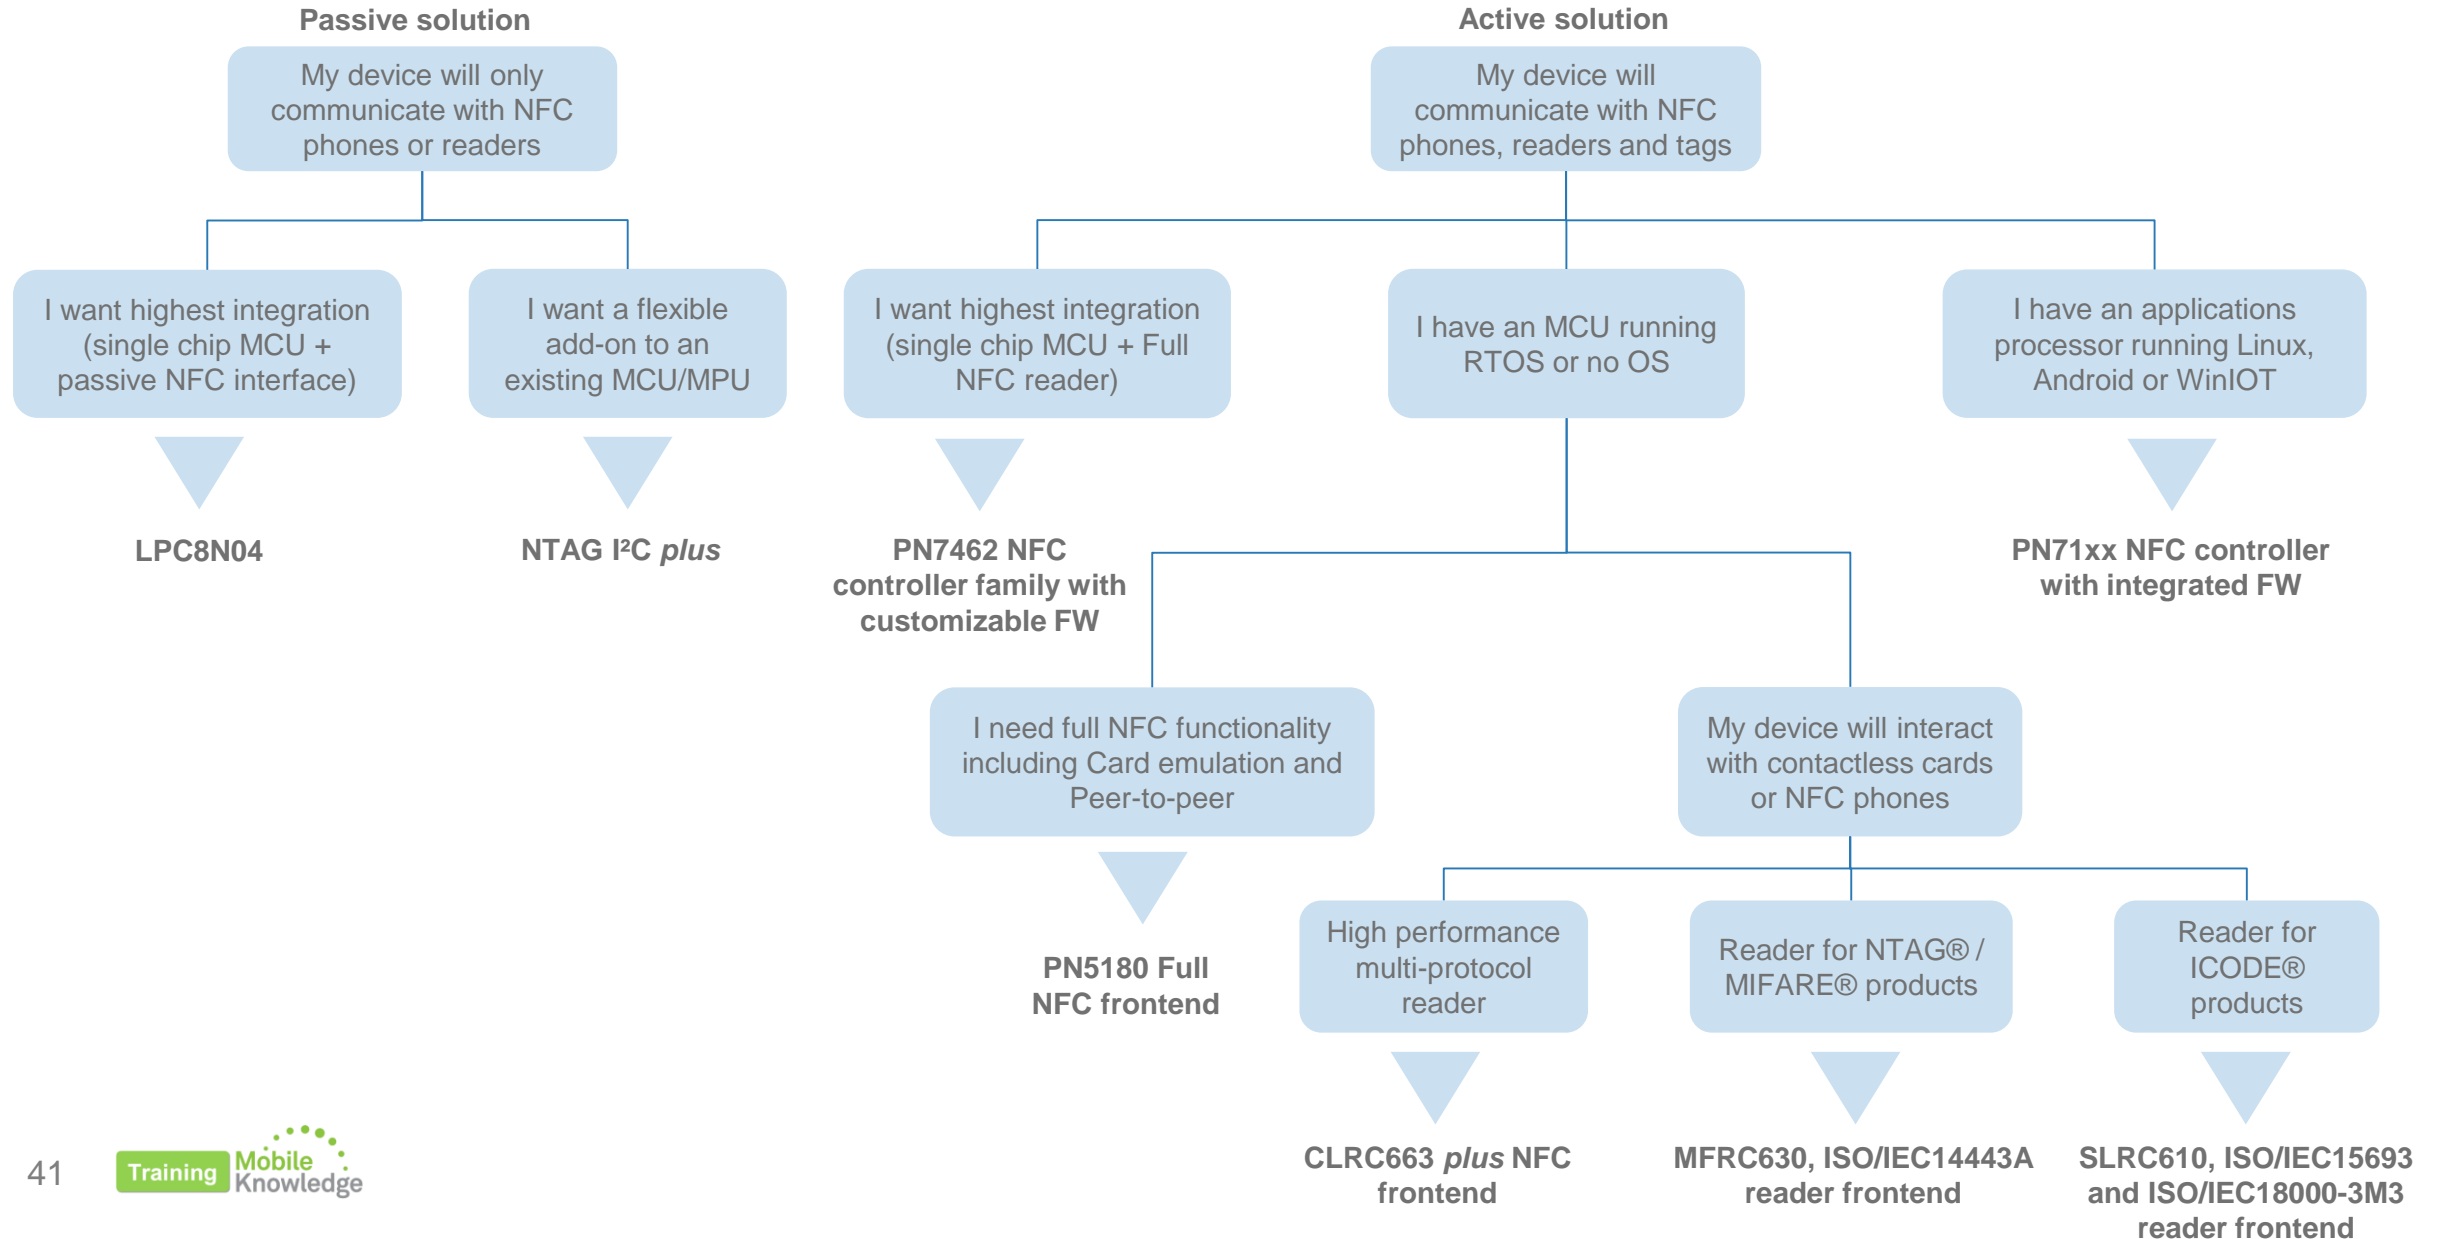 Passive solution
My device will only
communicate with NFC
phones or readers
I want highest integration
(single chip MCU +
passive NFC interface)
LPC8N04
I want a flexible
add-on to an
existing MCU/MPU
NTAG I²C plus
Active solution
My device will
communicate with NFC
phones, readers and tags
I want highest integration
(single chip MCU + Full
NFC reader)
PN7462 NFC
controller family with
customizable FW
I have an MCU running
RTOS or no OS
I have an applications
processor running Linux,
Android or WinIOT
PN71xx NFC controller
with integrated FW
I need full NFC functionality
including Card emulation and
Peer-to-peer
PN5180 Full
NFC frontend
My device will interact
with contactless cards
or NFC phones
High performance
multi-protocol
reader
CLRC663 plus NFC
frontend
Reader for NTAG® /
MIFARE® products
MFRC630, ISO/IEC14443A
reader frontend
Reader for
ICODE®
products
SLRC610, ISO/IEC15693
and ISO/IEC18000-3M3
reader frontend
41
Training
Mobile
Knowledge